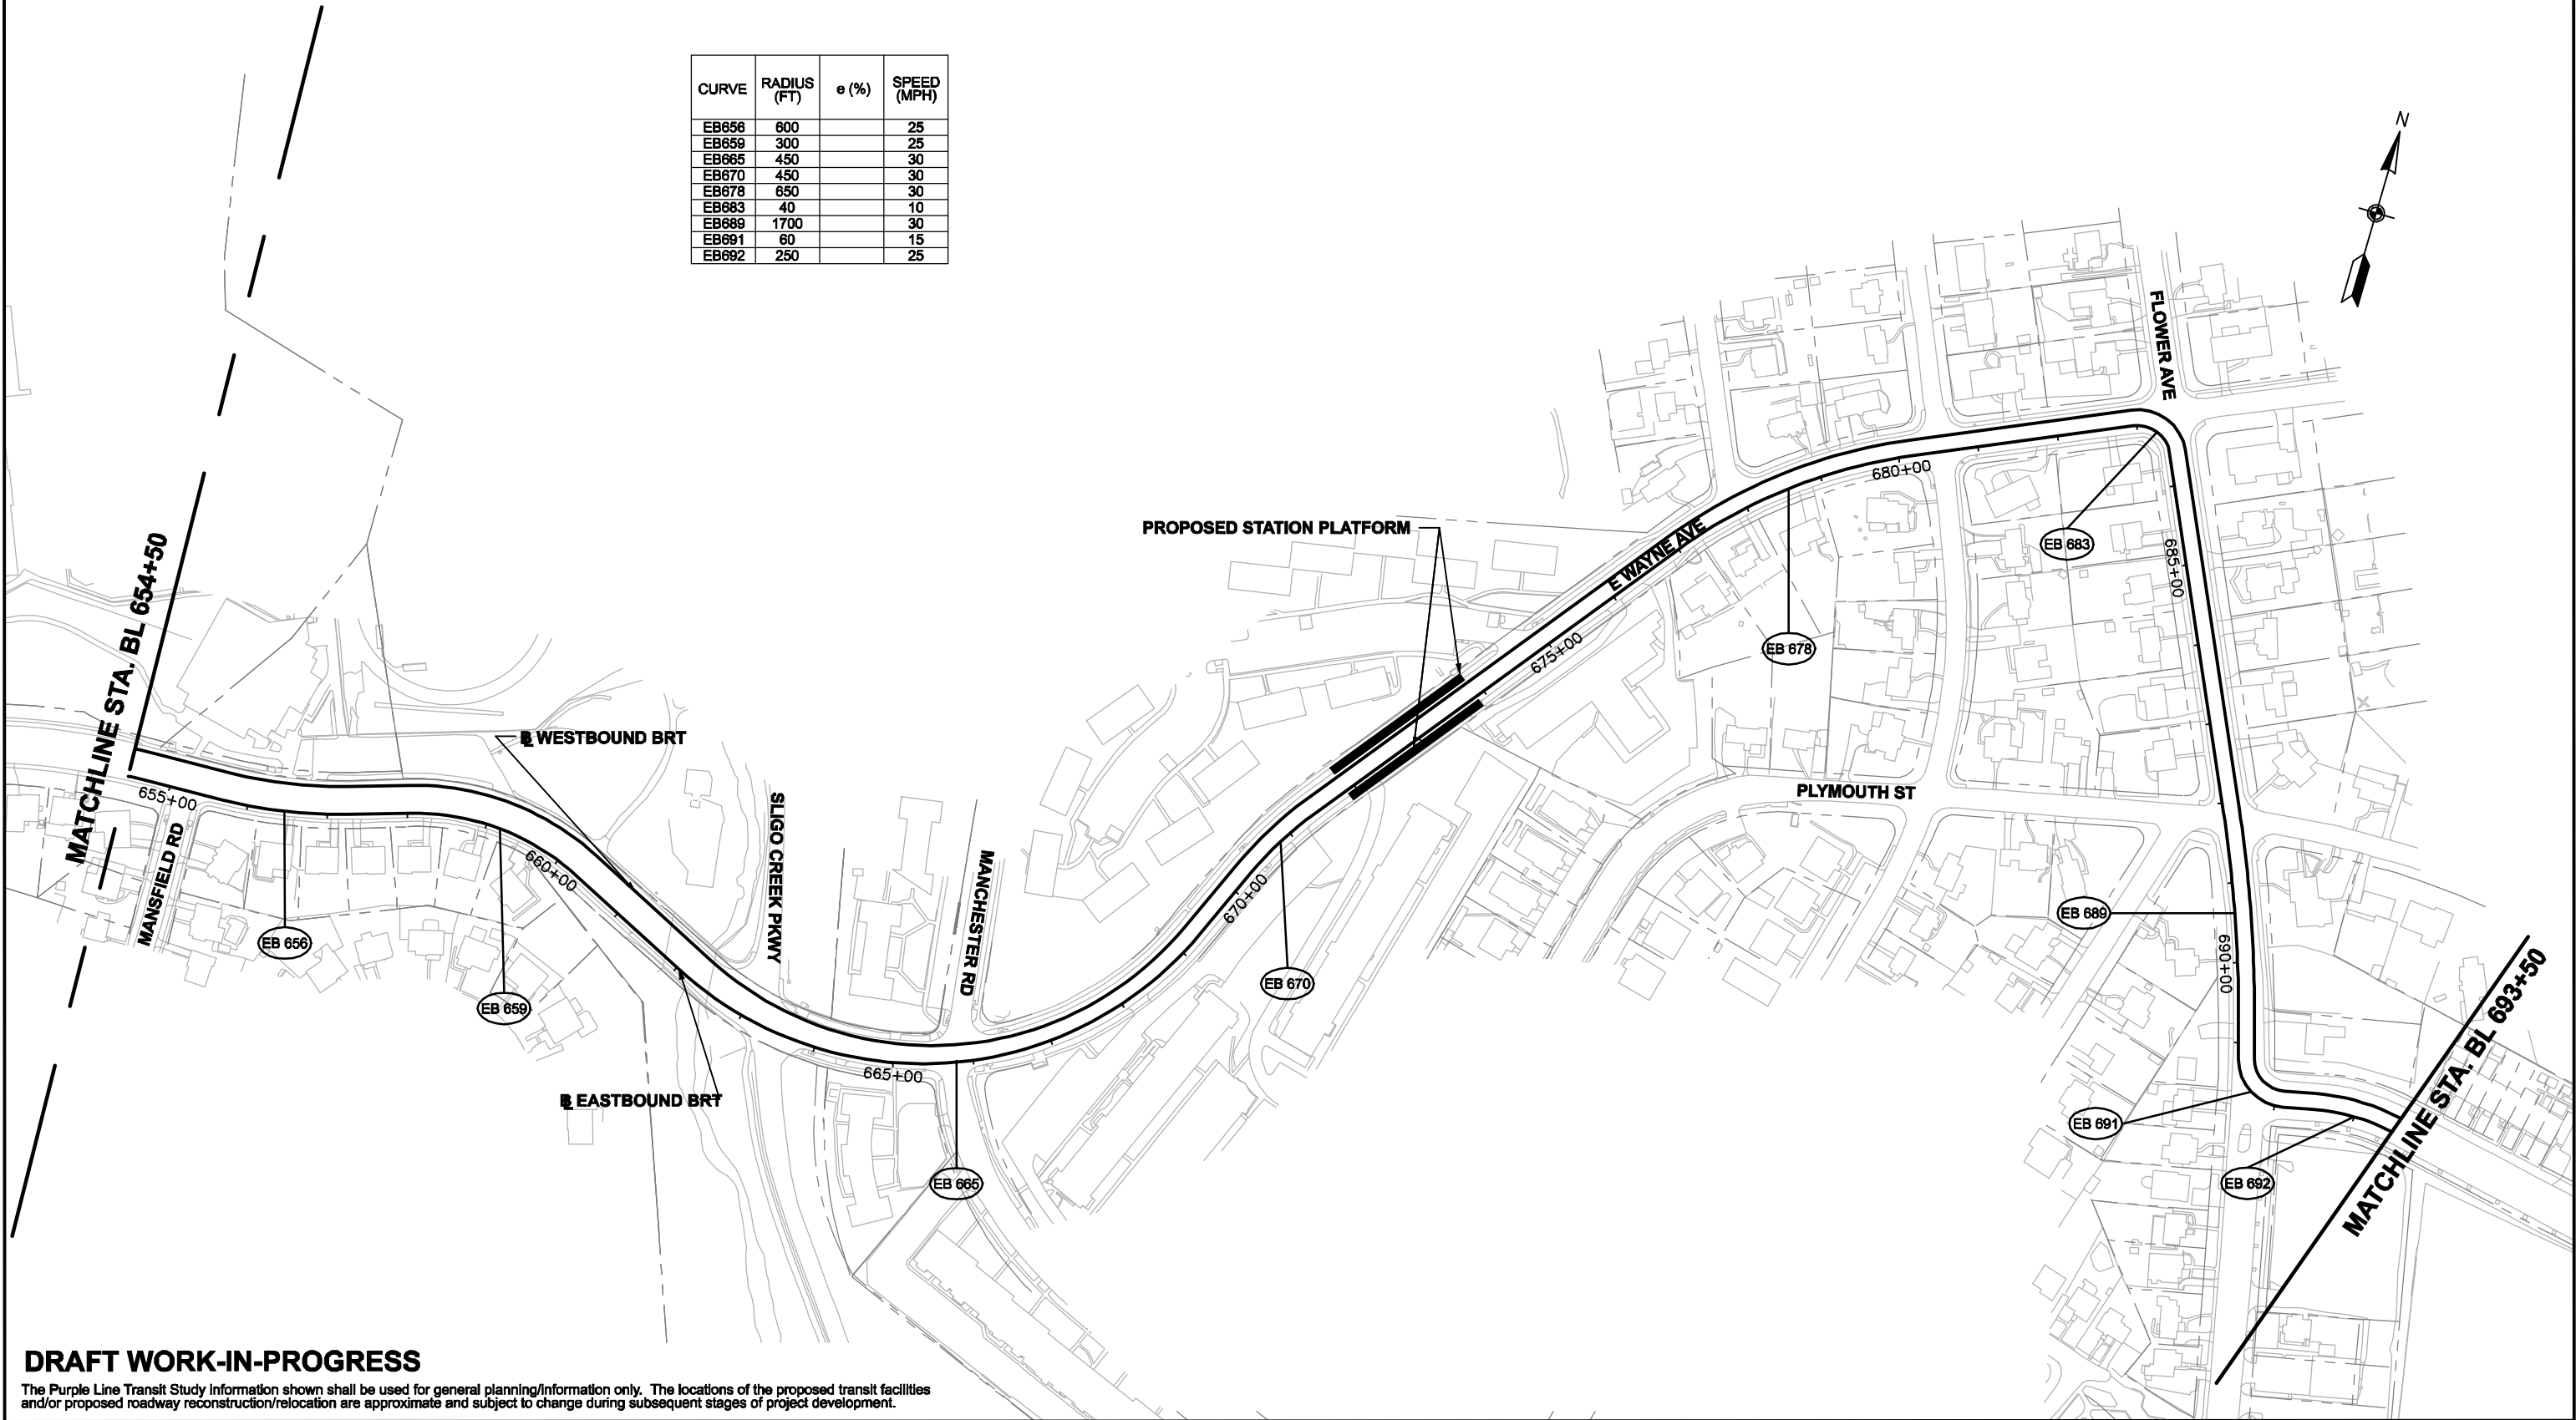 CURVE RADIUS (FT) e (%) SPEED (MPH)
EB656 600 25
EB659 300 25
EB665 450 30
EB670 450 30
EB678 650 30
EB683 40 10
EB689 1700 30
EB691 60 15
EB692 250 25
N
FLOWER AVE
PROPOSED STATION PLATFORM
E WAYNE AVE
680+00
EB 683
685+00
675+00
EB 678
MATCHLINE STA. BL 654+50
BL WESTBOUND BRT
655+00
MANSFIELD RD
SLIGO CREEK PKWY
MANCHESTER RD
PLYMOUTH ST
660+00
670+00
EB 656
EB 659
EB 670
EB 689
690+00
MATCHLINE STA. BL 693+50
665+00
BL EASTBOUND BRT
EB 665
EB 691
EB 692
DRAFT WORK-IN-PROGRESS
The Purple Line Transit Study information shown shall be used for general planning/information only. The locations of the proposed transit facilities
and/or proposed roadway reconstruction/relocation are approximate and subject to change during subsequent stages of project development.